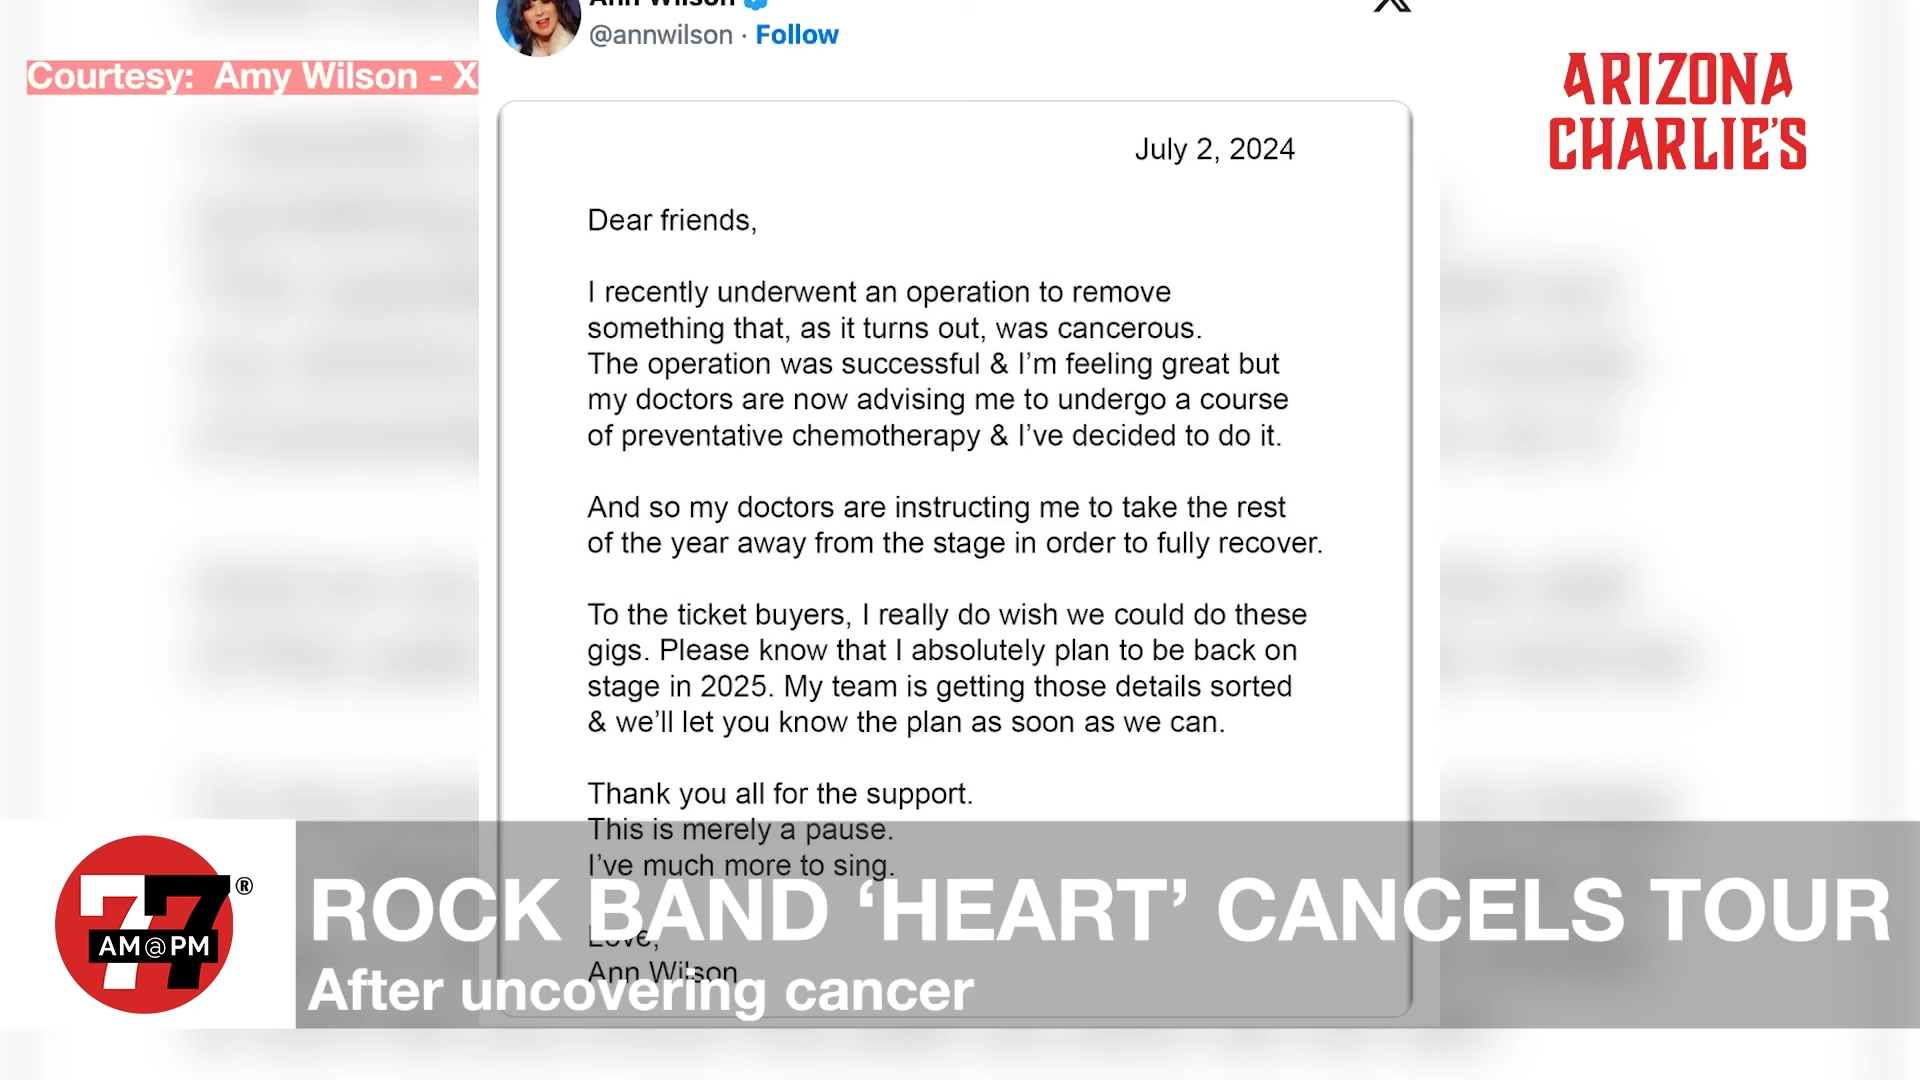 Ann Wilson
@annwilson · Follow
Courtesy: Amy Wilson - X
ARIZONA
CHARLIE'S
July 2, 2024
Dear friends,
I recently underwent an operation to remove
something that, as it turns out, was cancerous.
The operation was successful & I'm feeling great but
my doctors are now advising me to undergo a course
of preventative chemotherapy & I've decided to do it.
And so my doctors are instructing me to take the rest
of the year away from the stage in order to fully recover.
To the ticket buyers, I really do wish we could do these
gigs. Please know that I absolutely plan to be back on
stage in 2025. My team is getting those details sorted
& we'll let you know the plan as soon as we can.
Thank you all for the support.
This is merely a pause.
I've much more to sing.
Love,
Ann Wilson
77®
AM@PM
ROCK BAND ‘HEART’ CANCELS TOUR
After uncovering cancer